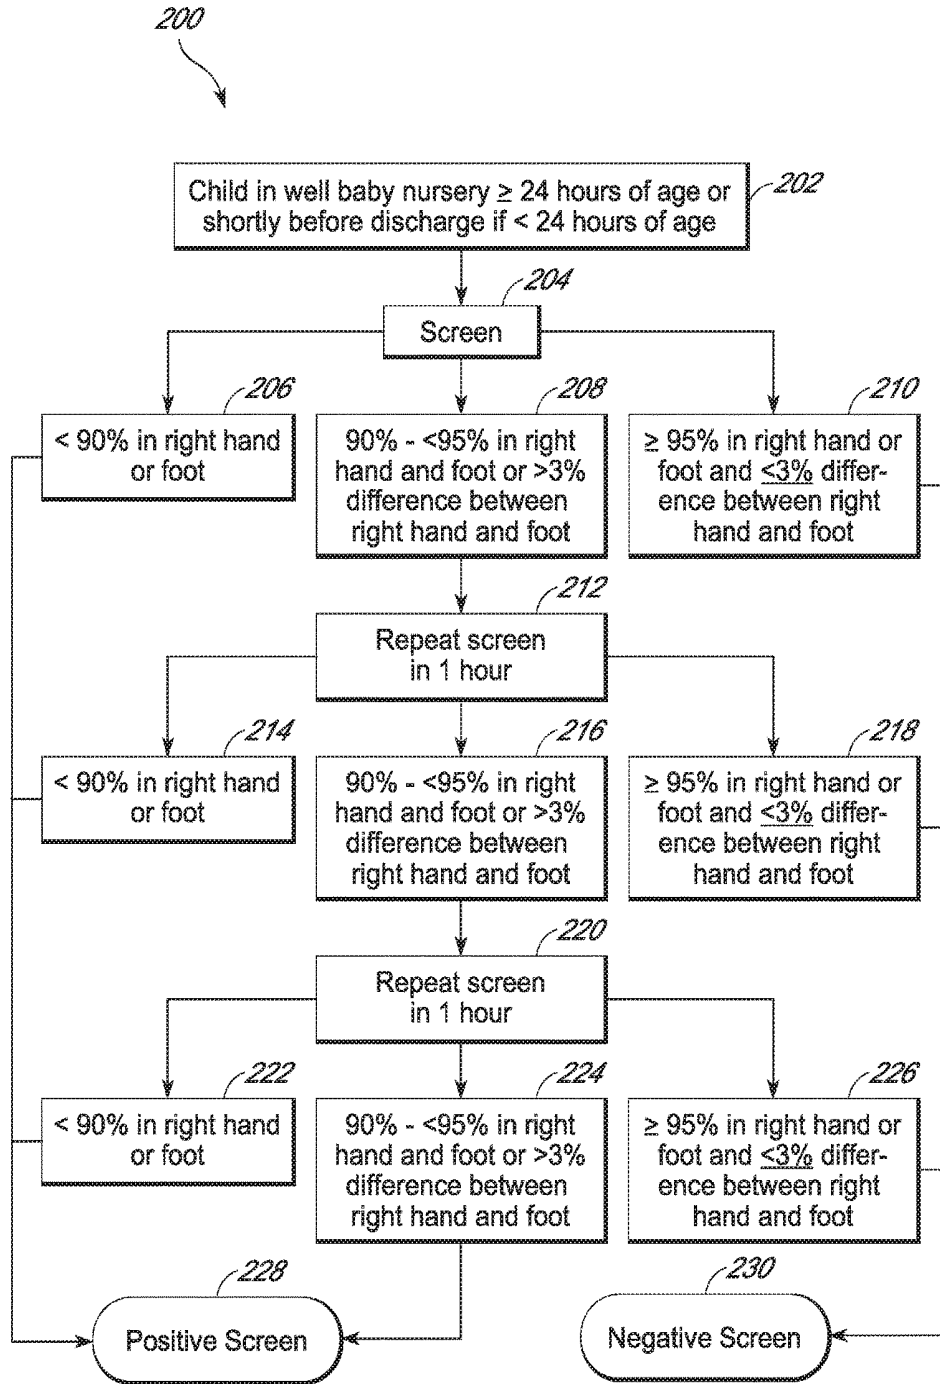 200
202
Child in well baby nursery ≥ 24 hours of age or
shortly before discharge if < 24 hours of age
204
Screen
206
< 90% in right hand
or foot
208
90% - <95% in right
hand and foot or >3%
difference between
right hand and foot
210
≥ 95% in right hand or
foot and <3% differ-
ence between right
hand and foot
212
Repeat screen
in 1 hour
214
< 90% in right hand
or foot
216
90% - <95% in right
hand and foot or >3%
difference between
right hand and foot
218
≥ 95% in right hand or
foot and <3% differ-
ence between right
hand and foot
220
Repeat screen
in 1 hour
222
< 90% in right hand
or foot
224
90% - <95% in right
hand and foot or >3%
difference between
right hand and foot
226
≥ 95% in right hand or
foot and <3% differ-
ence between right
hand and foot
228
Positive Screen
230
Negative Screen